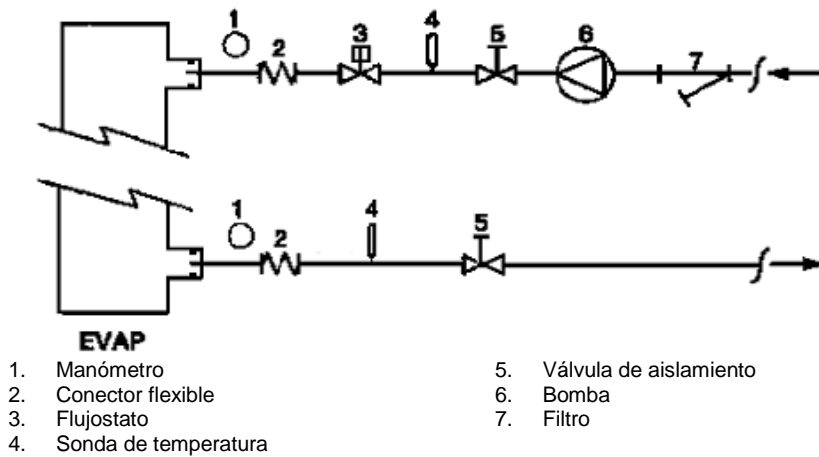 1 2 3 4 5 6 7
1 2 4 5
EVAP
1. Manómetro
2. Conector flexible
3. Flujostato
4. Sonda de temperatura
5. Válvula de aislamiento
6. Bomba
7. Filtro